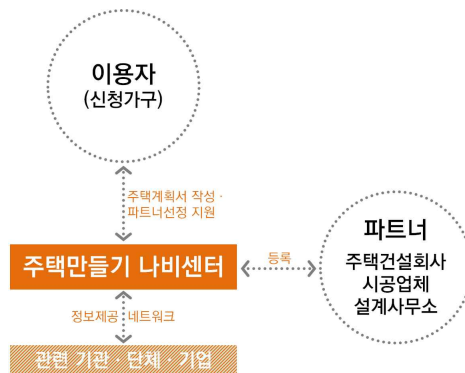 이용자
(신청가구)
주택계획서 작성 ·
파트너선정 지원
파트너
주택건설회사
시공업체
설계사무소
주택만들기 나비센터
등록
정보제공 네트워크
관련 기관 · 단체 · 기업